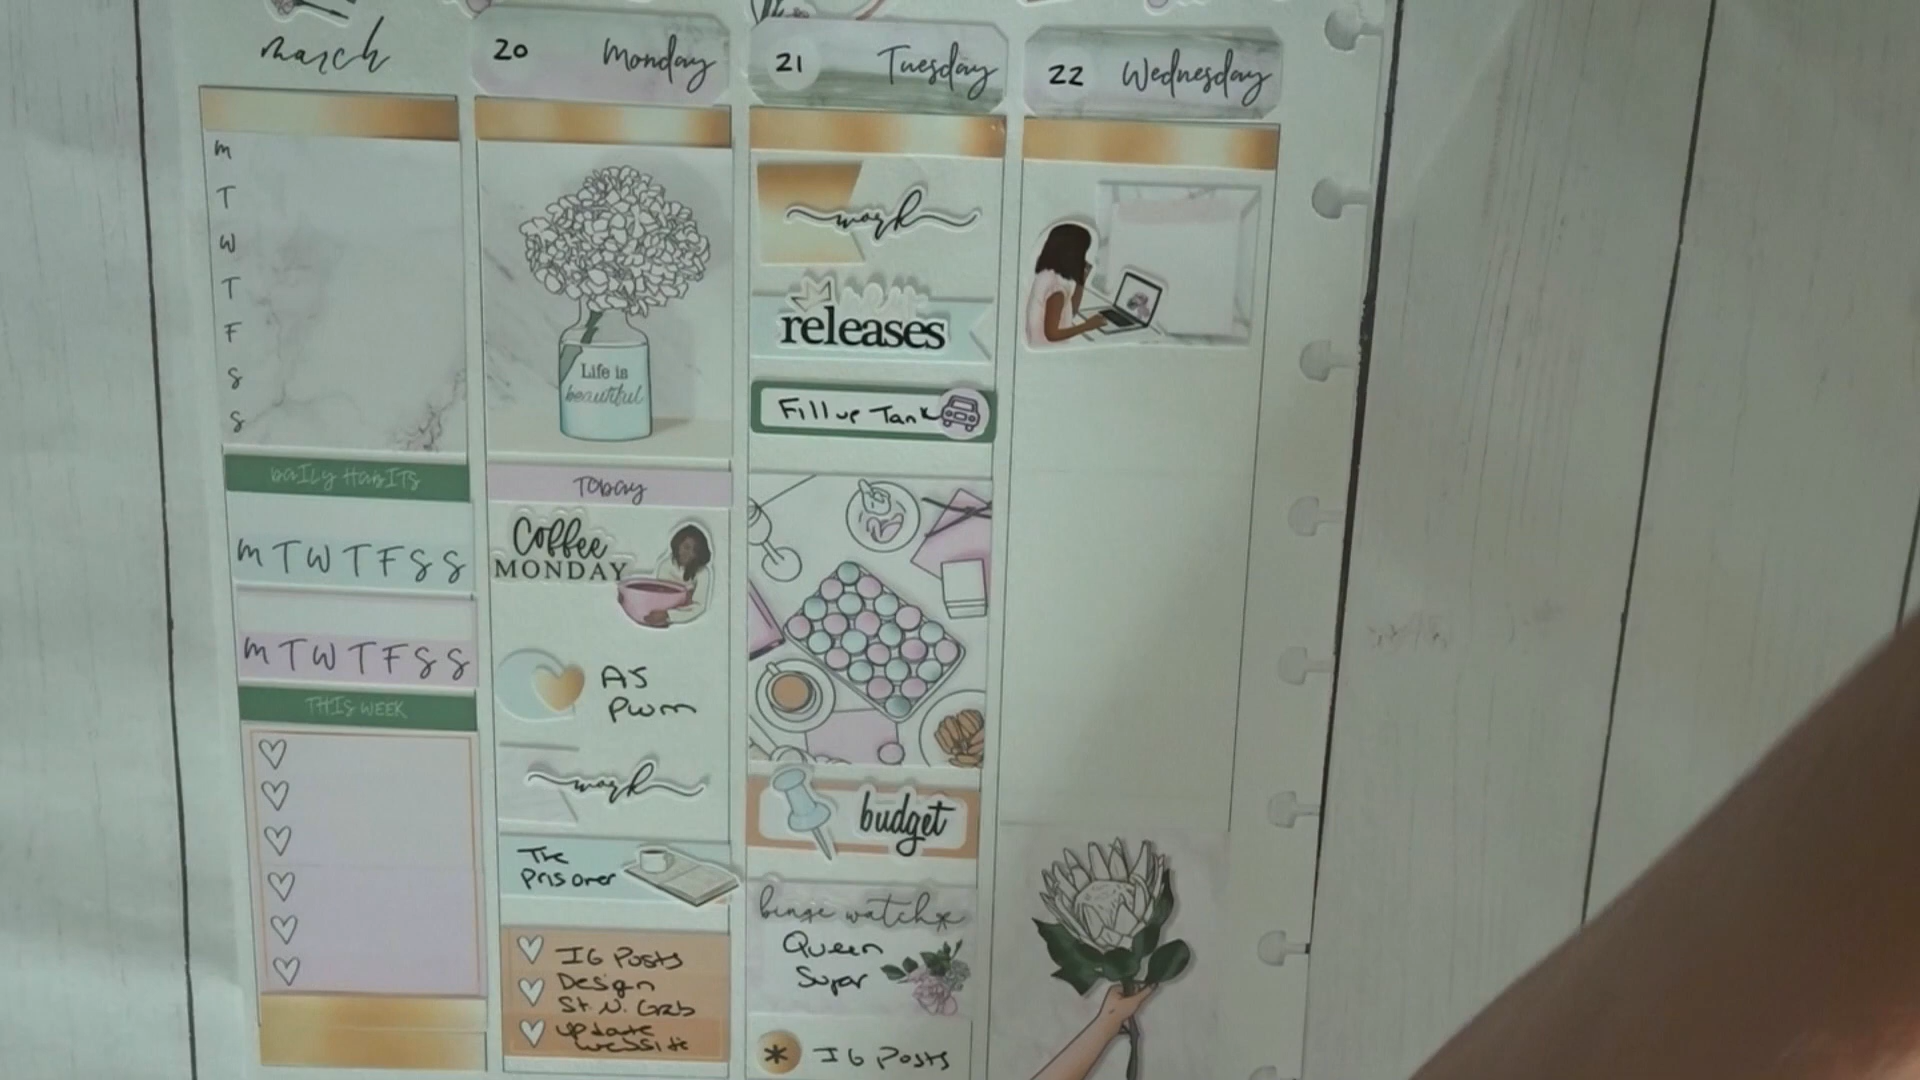 march
M
T
W
T
F
S
S
DAILY HABITS
M T W T F S S
M T W T F S S
THIS WEEK
20 Monday
Life is
beautiful
TODAY
Coffee
MONDAY
AS
Pwm
work
The
Prisoner
IG Posts
Design
St. N. Grab
update
website
21 Tuesday
work
releases
Fill up Tank
budget
binge watch
Queen
Sugar
* IG Posts
22 Wednesday